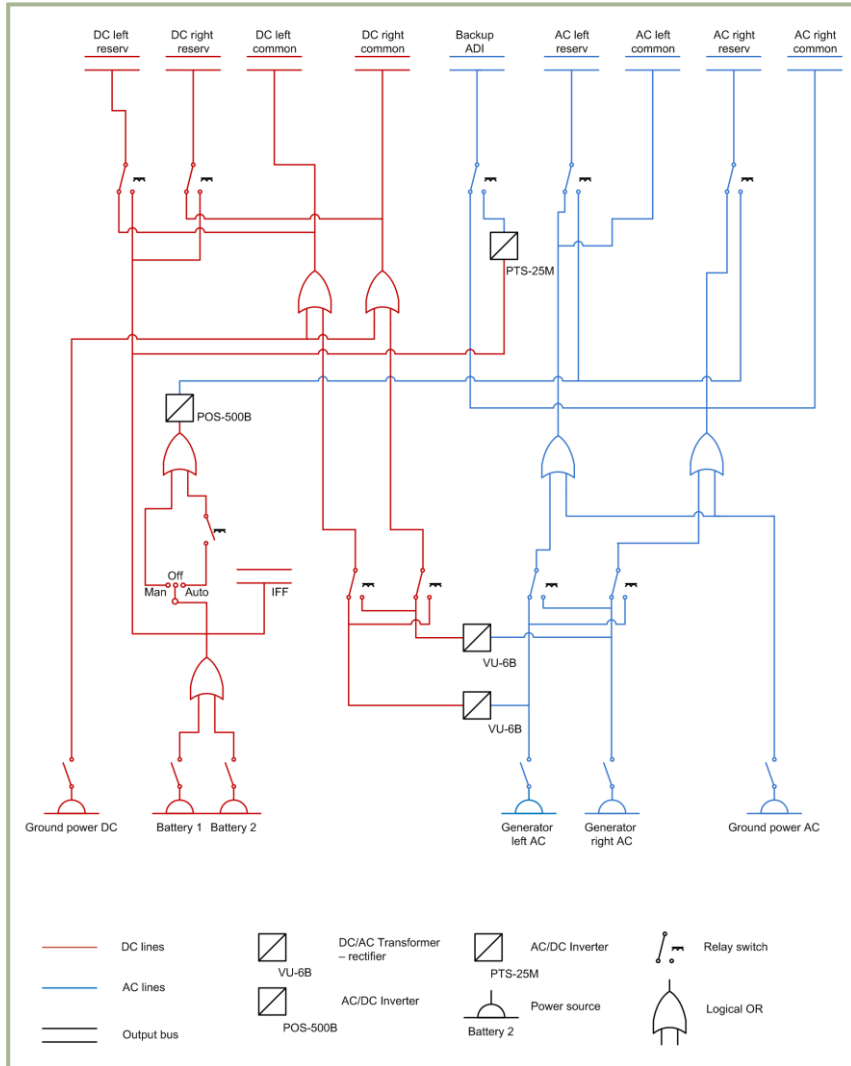 DC left
reserv
DC right
reserv
DC left
common
DC right
common
Backup
ADI
AC left
reserv
AC left
common
AC right
reserv
AC right
common
PTS-25M
POS-500B
Off
Man
Auto
IFF
VU-6B
VU-6B
Ground power DC
Battery 1
Battery 2
Generator
left AC
Generator
right AC
Ground power AC
DC lines
AC lines
Output bus
VU-6B
DC/AC Transformer
– rectifier
POS-500B
AC/DC Inverter
PTS-25M
AC/DC Inverter
Battery 2
Power source
Relay switch
Logical OR